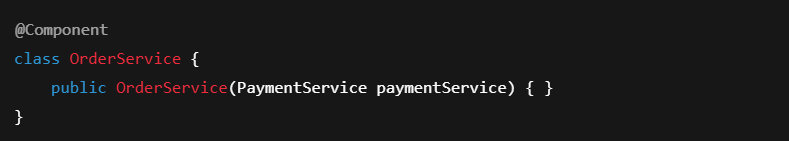 @Component
class OrderService {
    public OrderService(PaymentService paymentService) { }
}